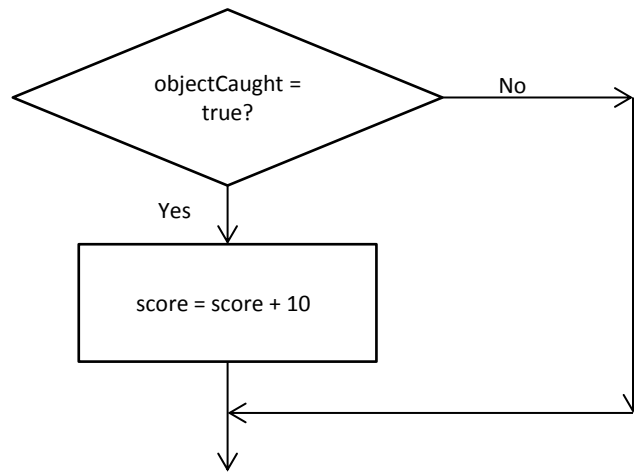 objectCaught =
true?
No
Yes
score = score + 10